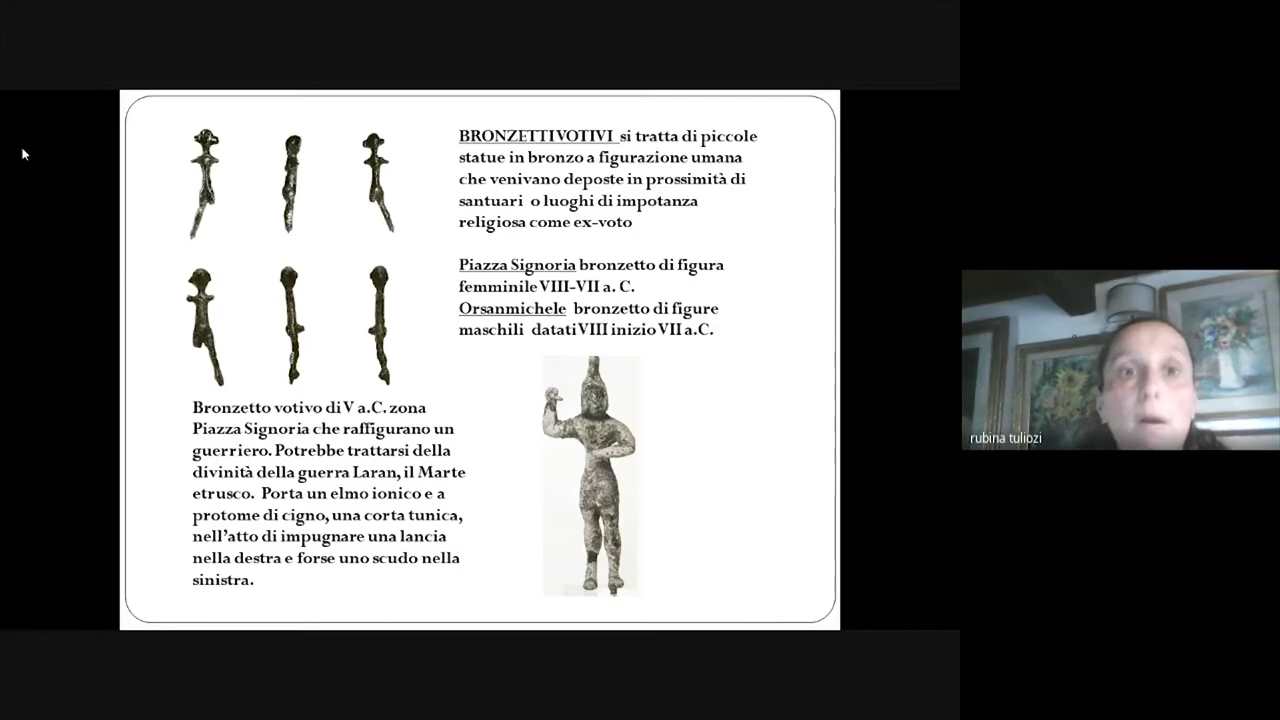 BRONZETTI VOTIVI si tratta di piccole
statue in bronzo a figurazione umana
che venivano deposte in prossimità di
santuari o luoghi di impotanza
religiosa come ex-voto
Piazza Signoria bronzetto di figura
femminile VIII-VII a. C.
Orsanmichele bronzetto di figure
maschili datati VIII inizio VII a.C.
Bronzetto votivo di V a.C. zona
Piazza Signoria che raffigurano un
guerriero. Potrebbe trattarsi della
divinità della guerra Laran, il Marte
etrusco. Porta un elmo ionico e a
protome di cigno, una corta tunica,
nell'atto di impugnare una lancia
nella destra e forse uno scudo nella
sinistra.
rubina tuliozi